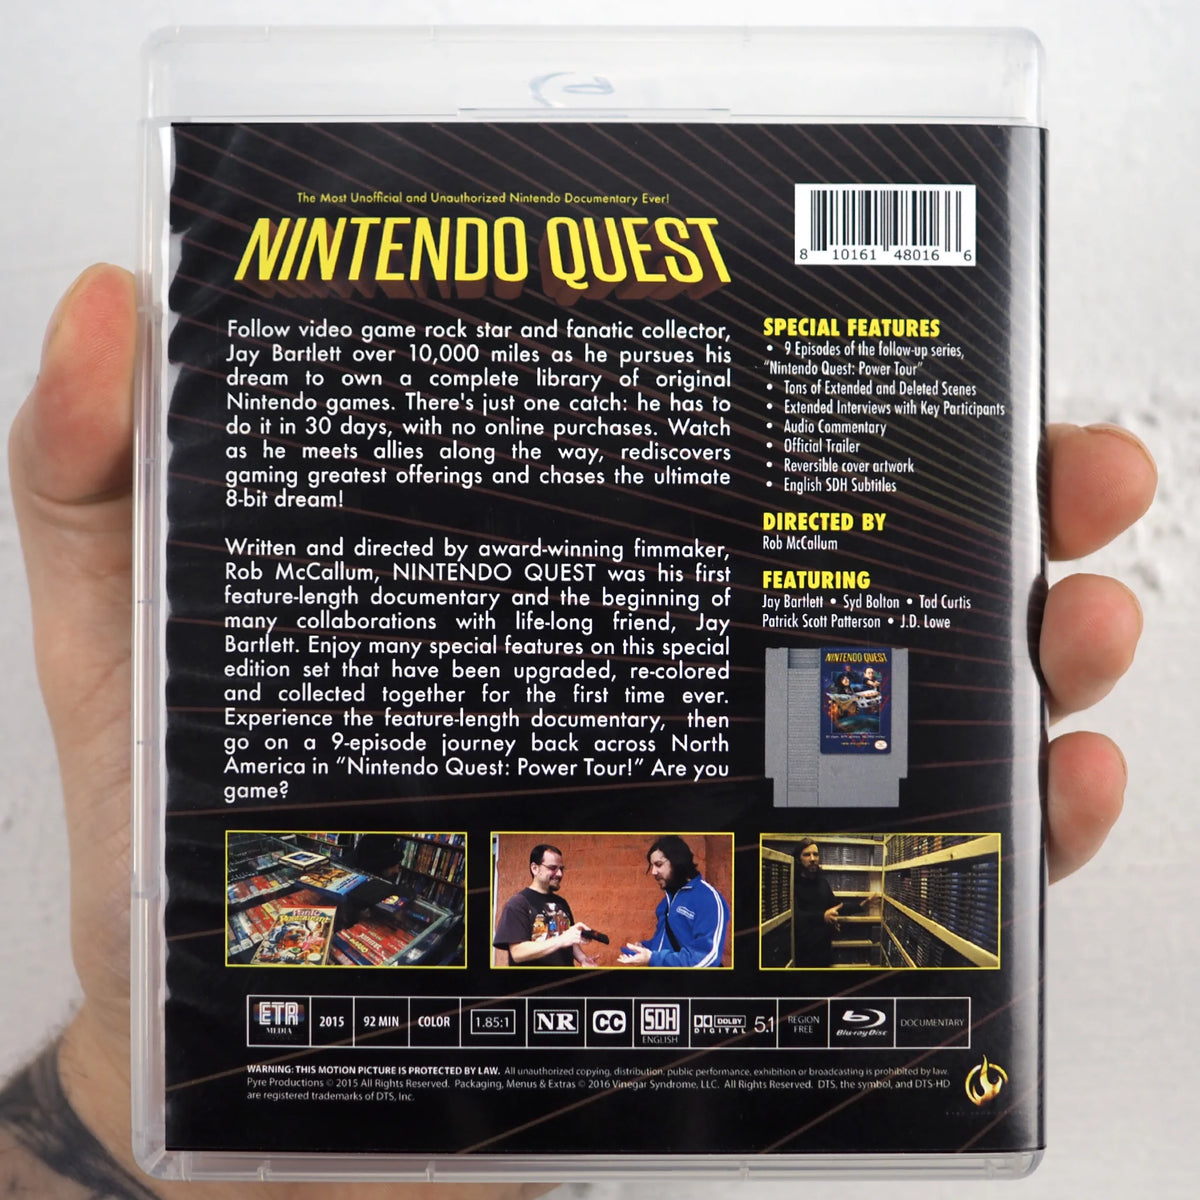 The Most Unofficial and Unauthorized Nintendo Documentary Ever!
NINTENDO QUEST
8 10161 48016 6
Follow video game rock star and fanatic collector,
Jay Bartlett over 10,000 miles as he pursues his
dream to own a complete library of original
Nintendo games. There's just one catch: he has to
do it in 30 days, with no online purchases. Watch
as he meets allies along the way, rediscovers
gaming greatest offerings and chases the ultimate
8-bit dream!
Written and directed by award-winning fimmaker,
Rob McCallum, NINTENDO QUEST was his first
feature-length documentary and the beginning of
many collaborations with life-long friend, Jay
Bartlett. Enjoy many special features on this special
edition set that have been upgraded, re-colored
and collected together for the first time ever.
Experience the feature-length documentary, then
go on a 9-episode journey back across North
America in “Nintendo Quest: Power Tour!” Are you
game?
SPECIAL FEATURES
• 9 Episodes of the follow-up series,
“Nintendo Quest: Power Tour”
• Tons of Extended and Deleted Scenes
• Extended Interviews with Key Participants
• Audio Commentary
• Official Trailer
• Reversible cover artwork
• English SDH Subtitles
DIRECTED BY
Rob McCallum
FEATURING
Jay Bartlett • Syd Bolton • Tod Curtis
Patrick Scott Patterson • J.D. Lowe
NINTENDO QUEST
ETR MEDIA
2015
92 MIN
COLOR
1.85:1
NR
CC
SDH ENGLISH
DOLBY DIGITAL 5.1
REGION FREE
Blu-ray Disc
DOCUMENTARY
WARNING: THIS MOTION PICTURE IS PROTECTED BY LAW. All unauthorized copying, distribution, public performance, exhibition or broadcasting is prohibited by law.
Pyre Productions © 2015 All Rights Reserved. Packaging, Menus & Extras © 2016 Vinegar Syndrome, LLC. All Rights Reserved. DTS, the symbol, and DTS-HD
are registered trademarks of DTS, Inc.